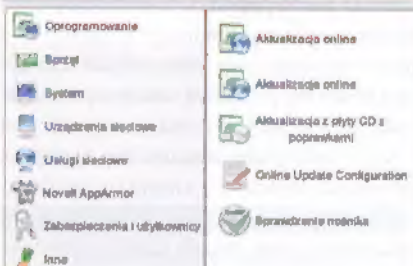 Oprogramowanie
Sprzęt
System
Urządzenia sieciowe
Usługi sieciowe
Novell AppArmor
Zabezpieczenia i użytkownicy
Inne
Aktualizacja online
Aktualizacja online
Aktualizacja z płyty CD z
poprawkami
Online Update Configuration
Sprawdzanie nośnika